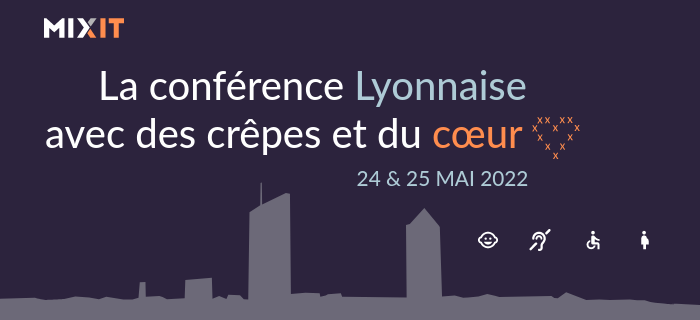 MIXIT
La conférence Lyonnaise
avec des crêpes et du cœur
24 & 25 MAI 2022